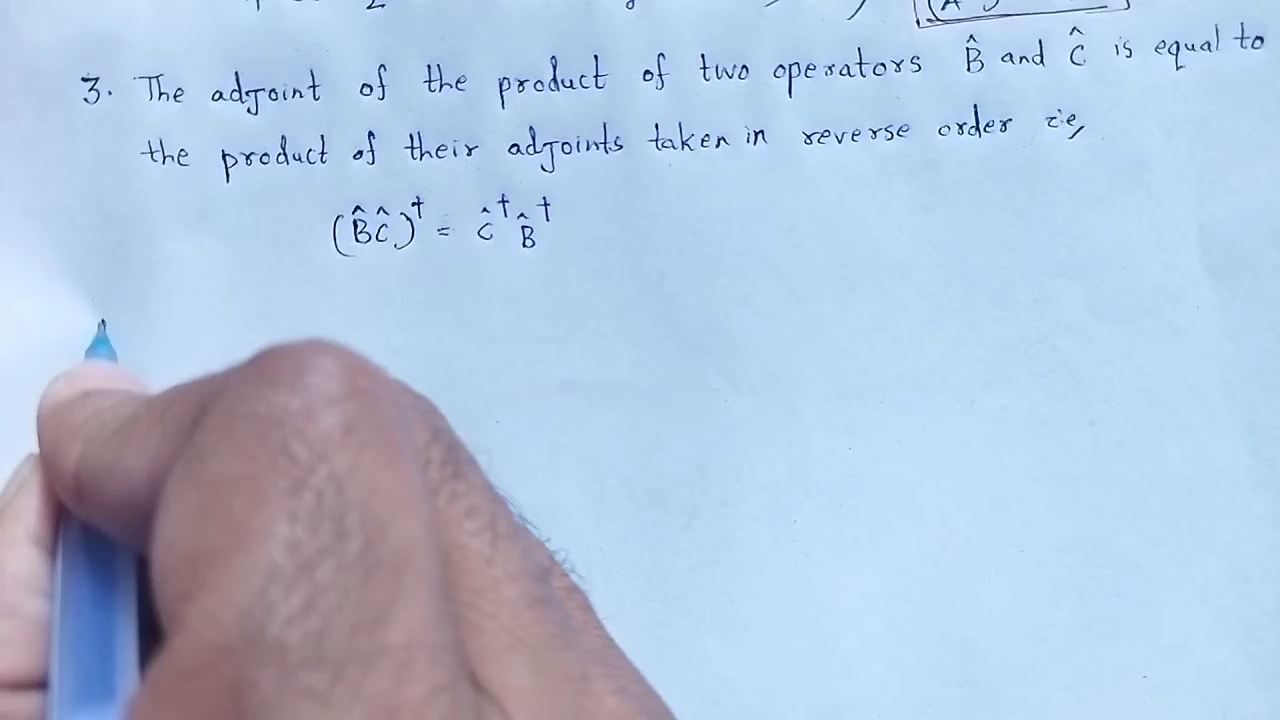 3. The adjoint of the product of two operators B̂ and Ĉ is equal to
the product of their adjoints taken in reverse order ie,
(B̂Ĉ)† = Ĉ† B̂†